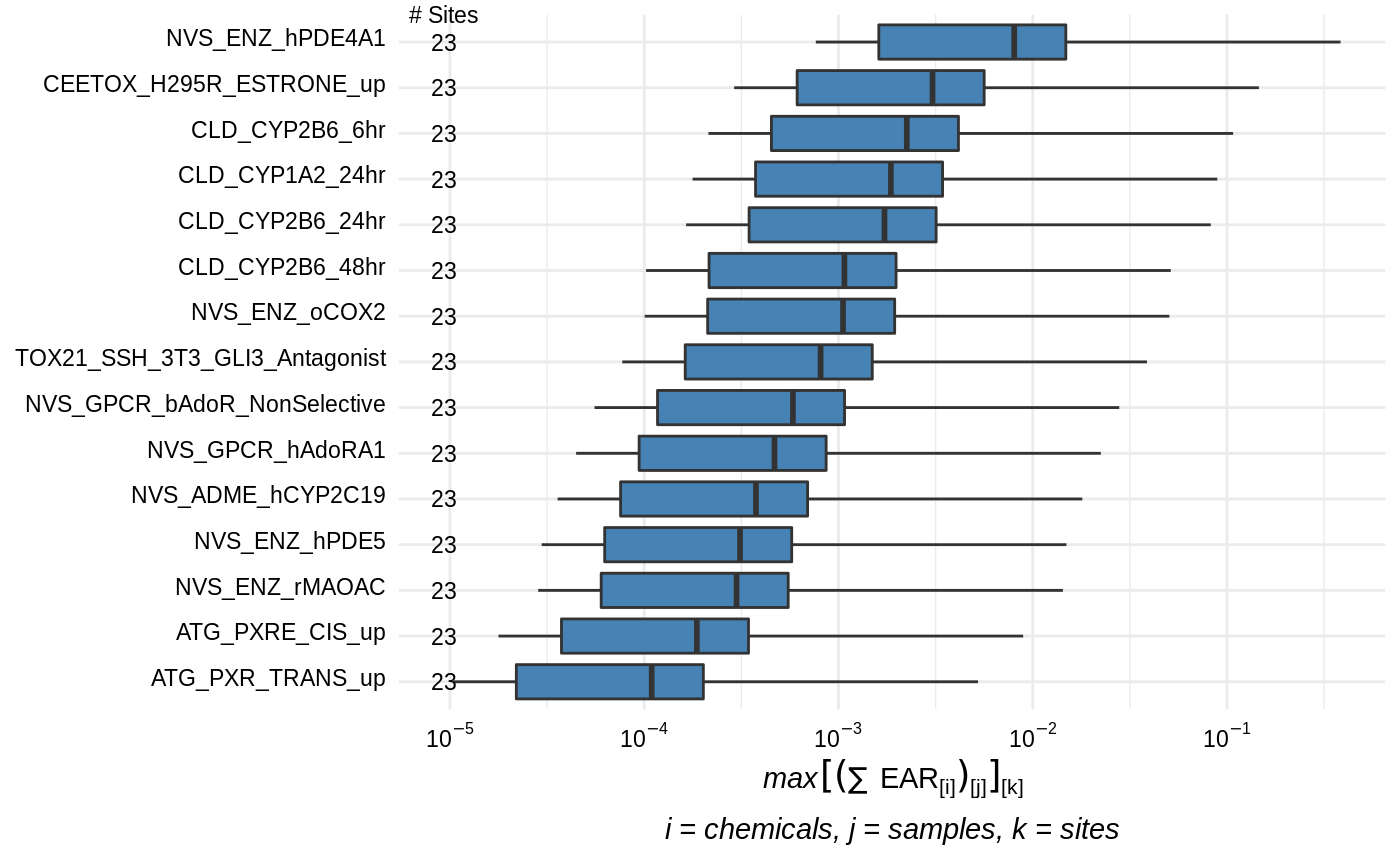 # Sites
NVS_ENZ_hPDE4A1 23
CEETOX_H295R_ESTRONE_up 23
CLD_CYP2B6_6hr 23
CLD_CYP1A2_24hr 23
CLD_CYP2B6_24hr 23
CLD_CYP2B6_48hr 23
NVS_ENZ_oCOX2 23
TOX21_SSH_3T3_GLI3_Antagonist 23
NVS_GPCR_bAdoR_NonSelective 23
NVS_GPCR_hAdoRA1 23
NVS_ADME_hCYP2C19 23
NVS_ENZ_hPDE5 23
NVS_ENZ_rMAOAC 23
ATG_PXRE_CIS_up 23
ATG_PXR_TRANS_up 23
10⁻⁵ 10⁻⁴ 10⁻³ 10⁻² 10⁻¹
max[(∑ EAR[i])[j]][k]
i = chemicals, j = samples, k = sites